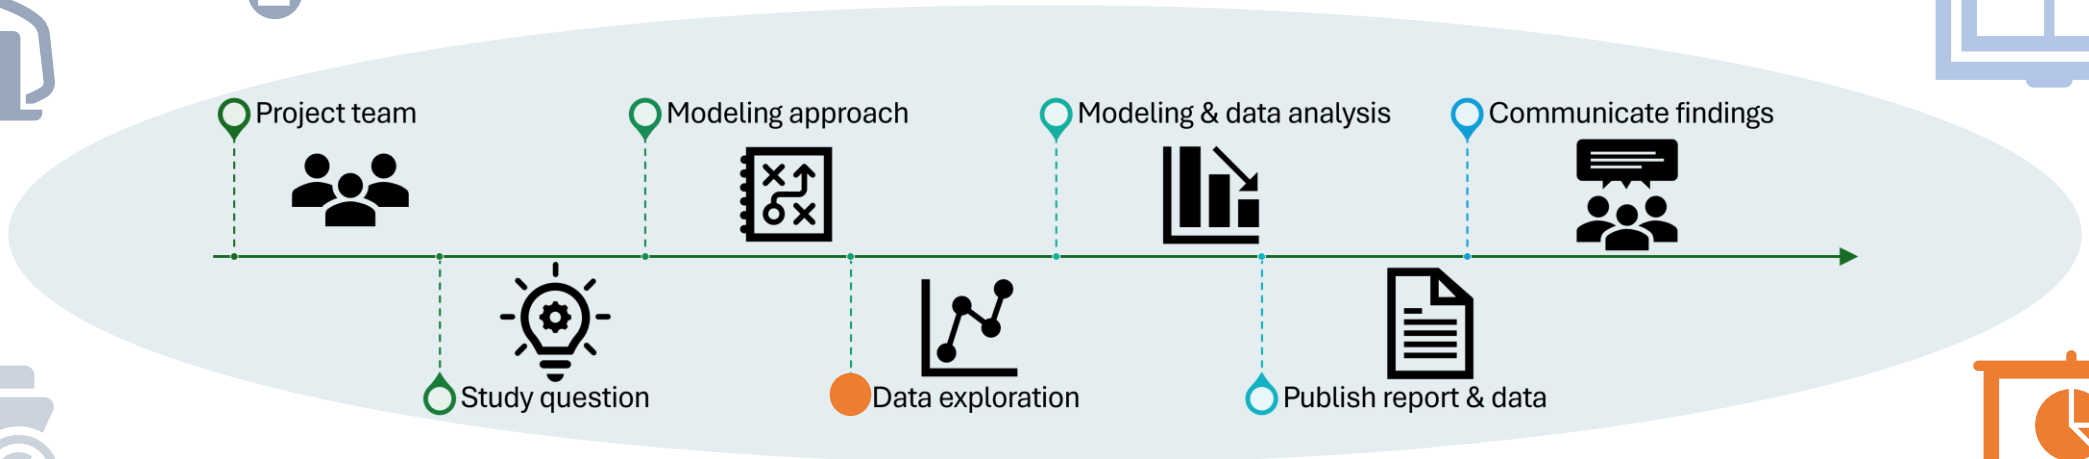 Project team
Modeling approach
Modeling & data analysis
Communicate findings
Study question
Data exploration
Publish report & data